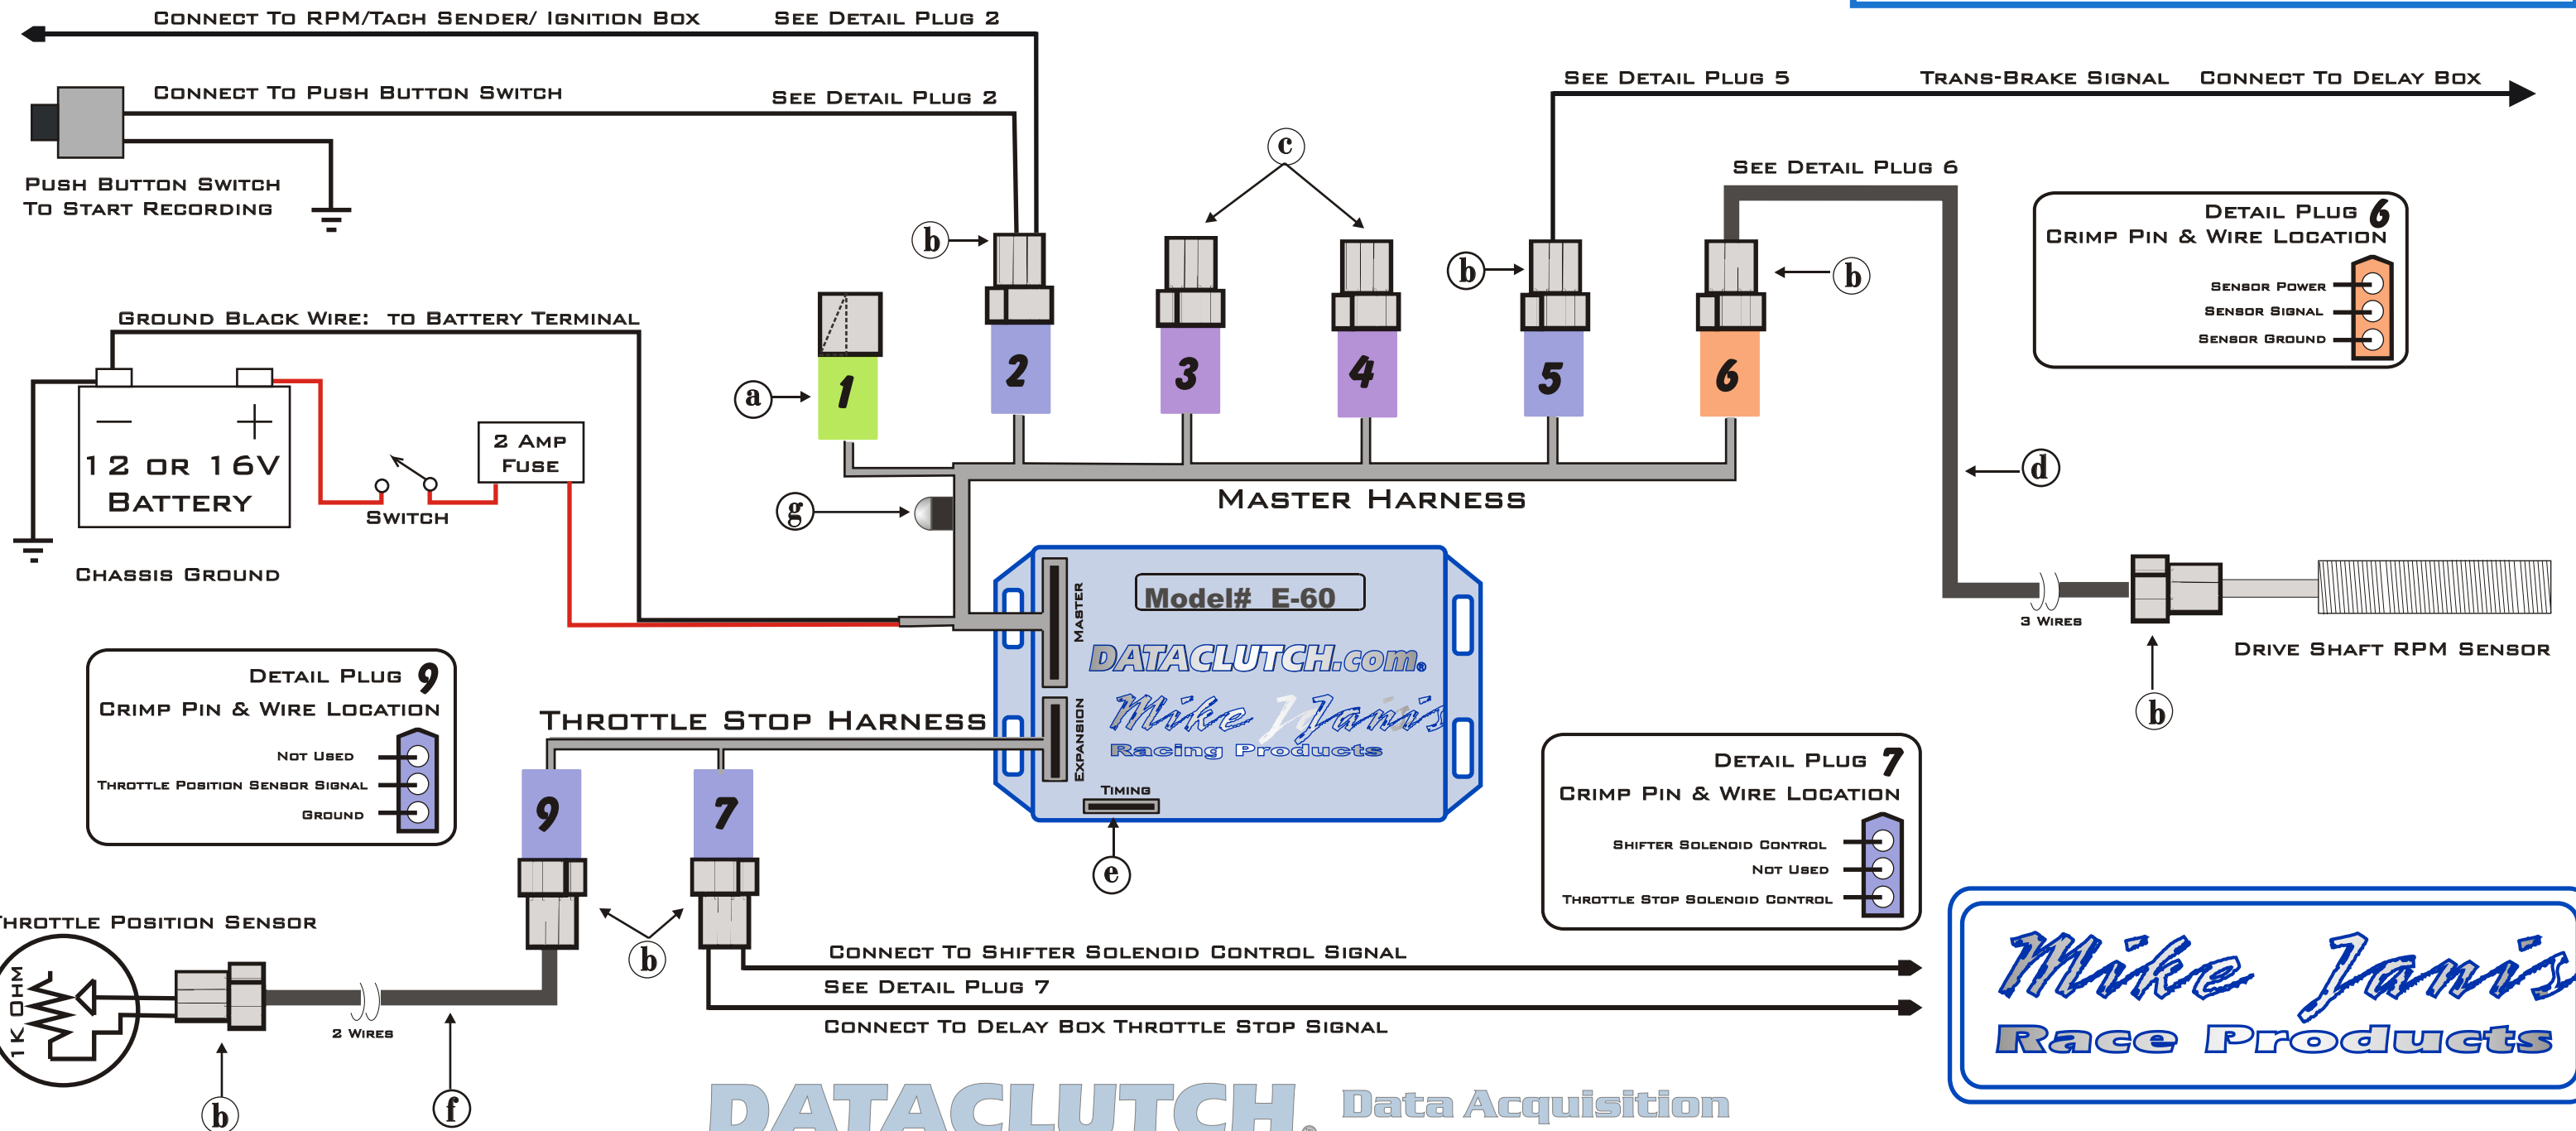 Connect To RPM/Tach Sender/ Ignition Box
See Detail Plug 2
Connect To Push Button Switch
See Detail Plug 2
Push Button Switch
To Start Recording
See Detail Plug 5
Trans-Brake Signal
Connect To Delay Box
See Detail Plug 6
Detail Plug 6
Crimp Pin & Wire Location
Sensor Power
Sensor Signal
Sensor Ground
c
b
b
b
a
1
2
3
4
5
6
Ground Black Wire: to Battery Terminal
12 or 16V
Battery
Switch
2 Amp
Fuse
Chassis Ground
g
Master Harness
d
3 Wires
Drive Shaft RPM Sensor
b
Model# E-60
Master
DATACLUTCH.com®
Mike Janis
Racing Products
Expansion
Timing
e
Detail Plug 9
Crimp Pin & Wire Location
Not Used
Throttle Position Sensor Signal
Ground
Throttle Stop Harness
9
7
b
Detail Plug 7
Crimp Pin & Wire Location
Shifter Solenoid Control
Not Used
Throttle Stop Solenoid Control
Throttle Position Sensor
1K Ohm
2 Wires
b
f
Connect To Shifter Solenoid Control Signal
See Detail Plug 7
Connect To Delay Box Throttle Stop Signal
Mike Janis
Race Products
DATACLUTCH
Data Acquisition